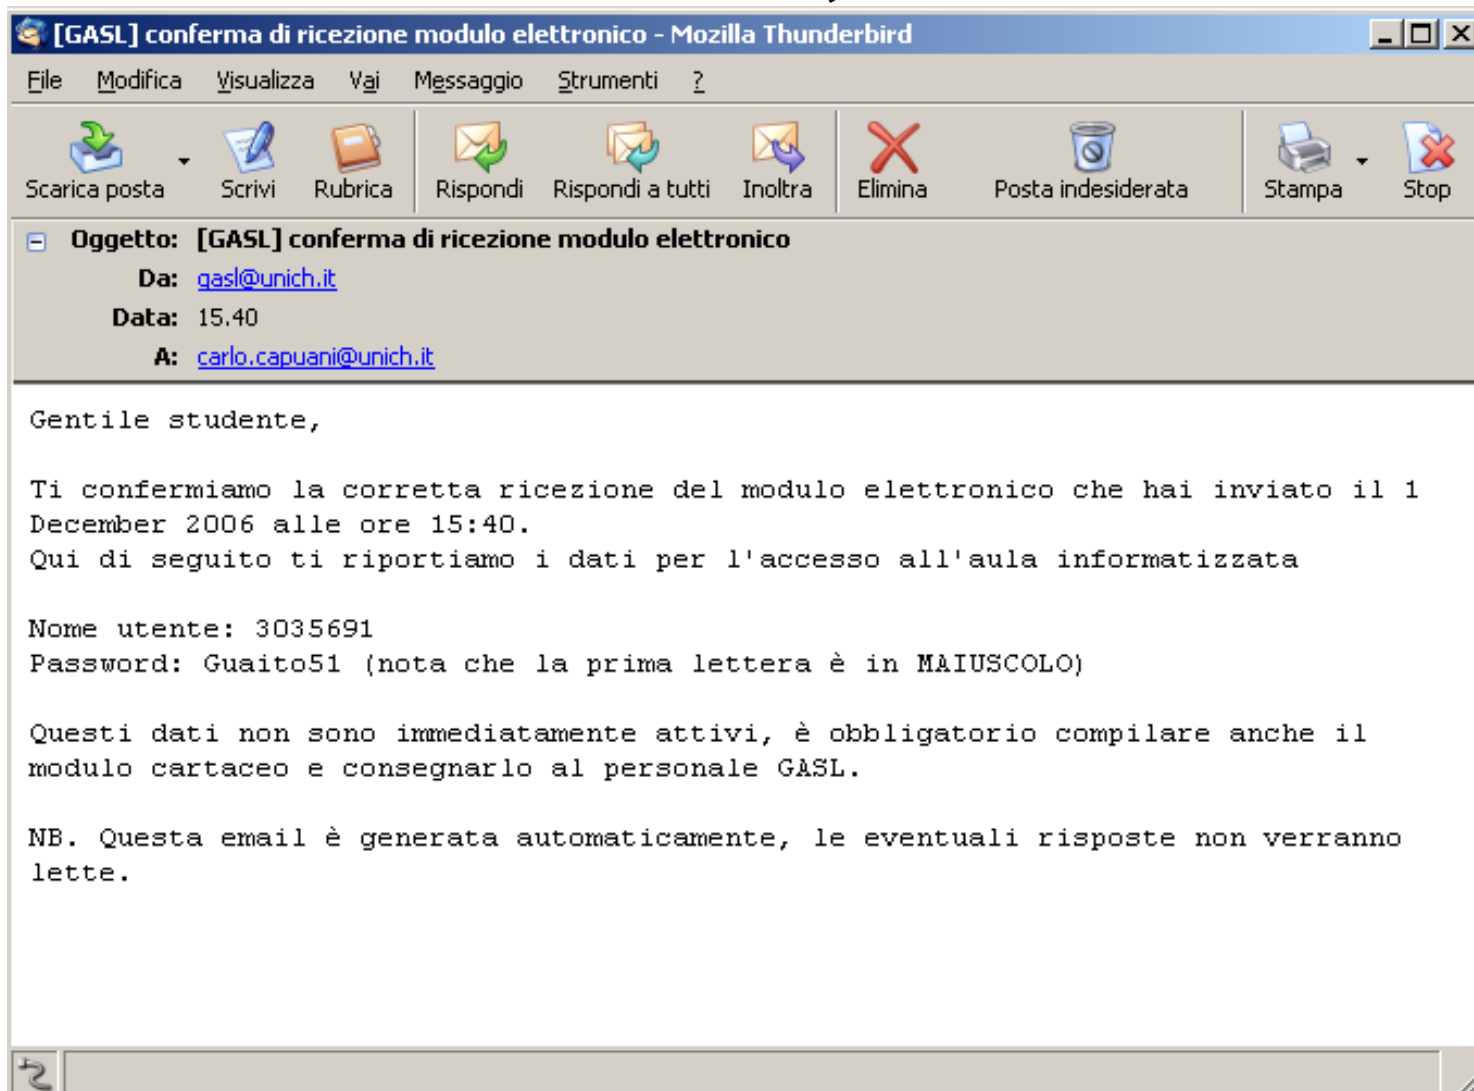 [GASL] conferma di ricezione modulo elettronico - Mozilla Thunderbird
File Modifica Visualizza Vai Messaggio Strumenti ?
Scarica posta Scrivi Rubrica Rispondi Rispondi a tutti Inoltra Elimina Posta indesiderata Stampa Stop
Oggetto: [GASL] conferma di ricezione modulo elettronico
Da: gasl@unich.it
Data: 15.40
A: carlo.capuani@unich.it
Gentile studente,
Ti confermiamo la corretta ricezione del modulo elettronico che hai inviato il 1
December 2006 alle ore 15:40.
Qui di seguito ti riportiamo i dati per l'accesso all'aula informatizzata
Nome utente: 3035691
Password: Guaito51 (nota che la prima lettera è in MAIUSCOLO)
Questi dati non sono immediatamente attivi, è obbligatorio compilare anche il
modulo cartaceo e consegnarlo al personale GASL.
NB. Questa email è generata automaticamente, le eventuali risposte non verranno
lette.